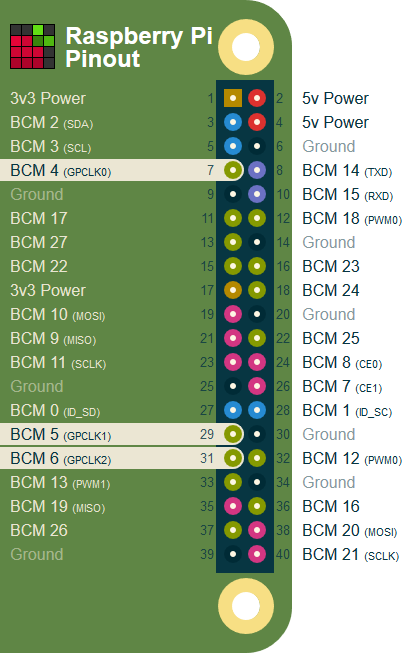 Raspberry Pi
Pinout
3v3 Power 1 2 5v Power
BCM 2 (SDA) 3 4 5v Power
BCM 3 (SCL) 5 6 Ground
BCM 4 (GPCLK0) 7 8 BCM 14 (TXD)
Ground 9 10 BCM 15 (RXD)
BCM 17 11 12 BCM 18 (PWM0)
BCM 27 13 14 Ground
BCM 22 15 16 BCM 23
3v3 Power 17 18 BCM 24
BCM 10 (MOSI) 19 20 Ground
BCM 9 (MISO) 21 22 BCM 25
BCM 11 (SCLK) 23 24 BCM 8 (CE0)
Ground 25 26 BCM 7 (CE1)
BCM 0 (ID_SD) 27 28 BCM 1 (ID_SC)
BCM 5 (GPCLK1) 29 30 Ground
BCM 6 (GPCLK2) 31 32 BCM 12 (PWM0)
BCM 13 (PWM1) 33 34 Ground
BCM 19 (MISO) 35 36 BCM 16
BCM 26 37 38 BCM 20 (MOSI)
Ground 39 40 BCM 21 (SCLK)